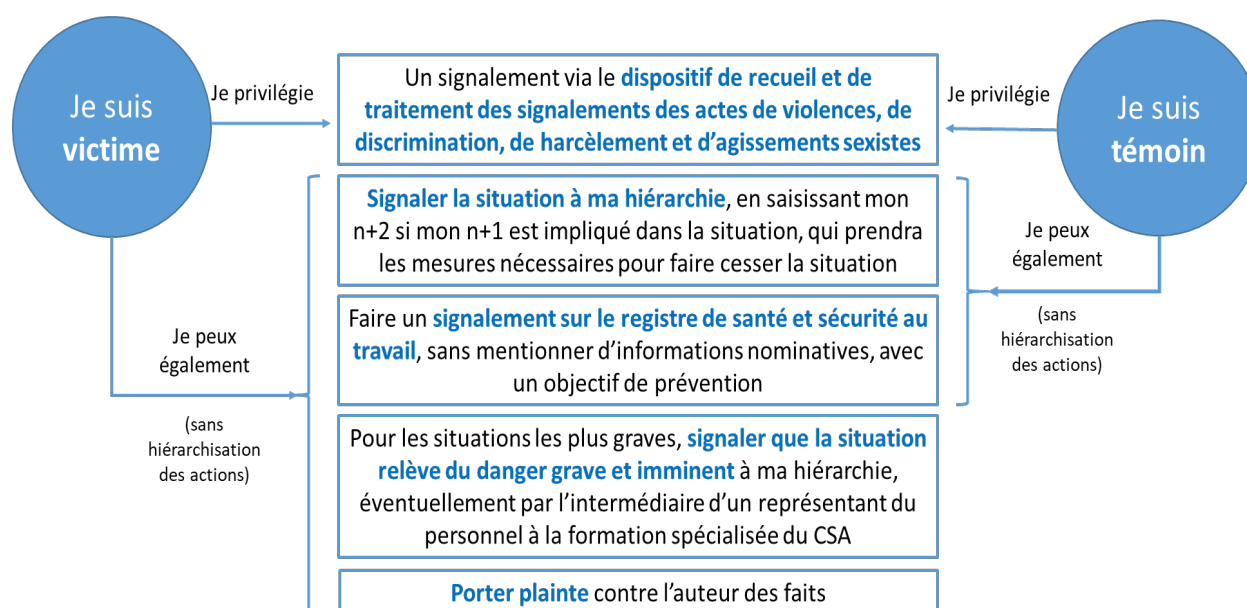 Je suis
victime
Je privilégie
Un signalement via le dispositif de recueil et de
traitement des signalements des actes de violences, de
discrimination, de harcèlement et d'agissements sexistes
Je privilégie
Je suis
témoin
Signaler la situation à ma hiérarchie, en saisissant mon
n+2 si mon n+1 est impliqué dans la situation, qui prendra
les mesures nécessaires pour faire cesser la situation
Je peux
également
(sans
hiérarchisation
des actions)
Faire un signalement sur le registre de santé et sécurité au
travail, sans mentionner d'informations nominatives, avec
un objectif de prévention
Je peux
également
(sans
hiérarchisation
des actions)
Pour les situations les plus graves, signaler que la situation
relève du danger grave et imminent à ma hiérarchie,
éventuellement par l'intermédiaire d'un représentant du
personnel à la formation spécialisée du CSA
Porter plainte contre l'auteur des faits